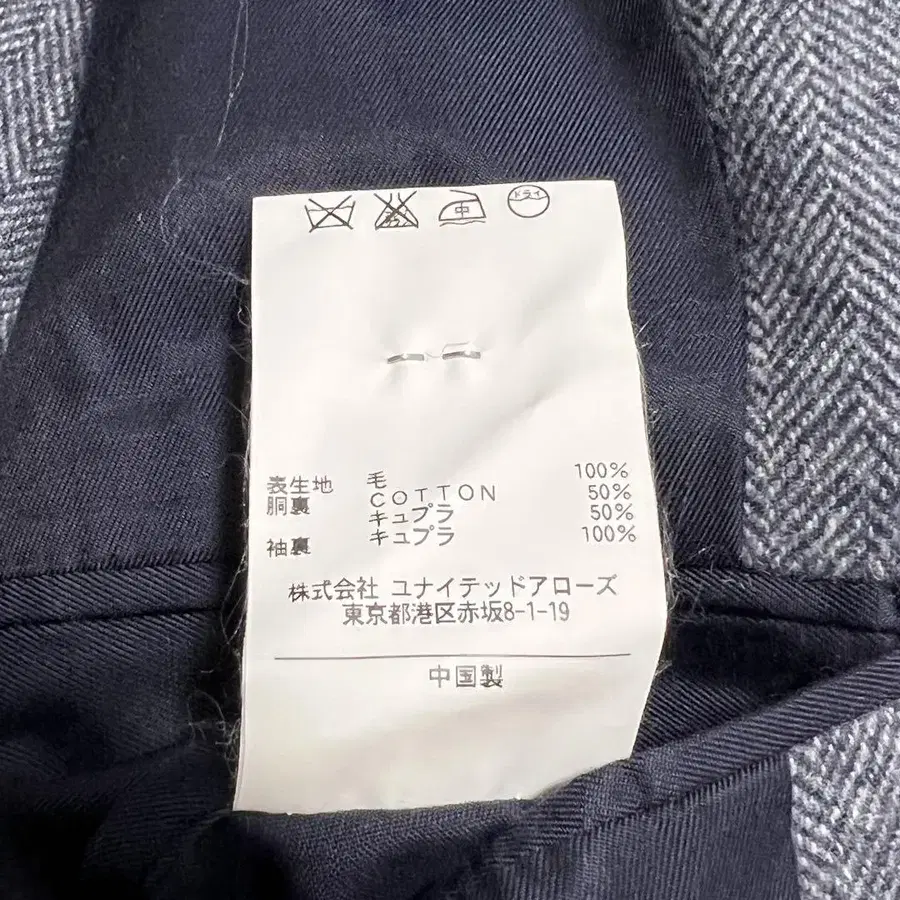 中 ドライ
表生地 毛 100%
胴裏 COTTON 50%
キュプラ 50%
袖裏 キュプラ 100%
株式会社 ユナイテッドアローズ
東京都港区赤坂8-1-19
中国製